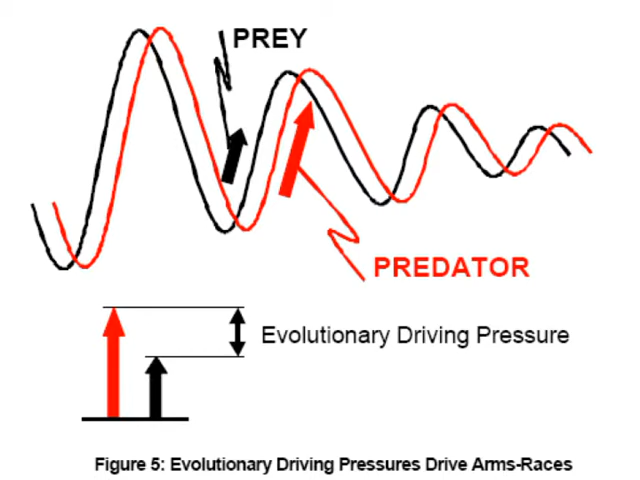 PREY
PREDATOR
Evolutionary Driving Pressure
Figure 5: Evolutionary Driving Pressures Drive Arms-Races